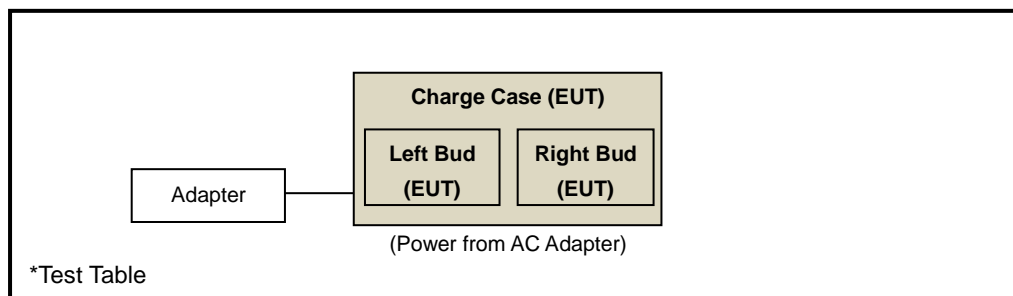 Charge Case (EUT)
Left Bud
(EUT)
Right Bud
(EUT)
Adapter
(Power from AC Adapter)
*Test Table